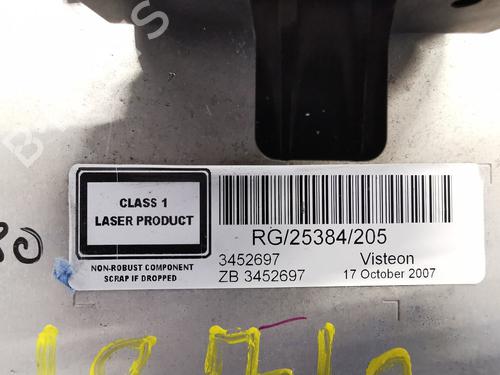 CLASS 1
LASER PRODUCT
NON-ROBUST COMPONENT
SCRAP IF DROPPED
RG/25384/205
3452697 Visteon
ZB 3452697 17 October 2007